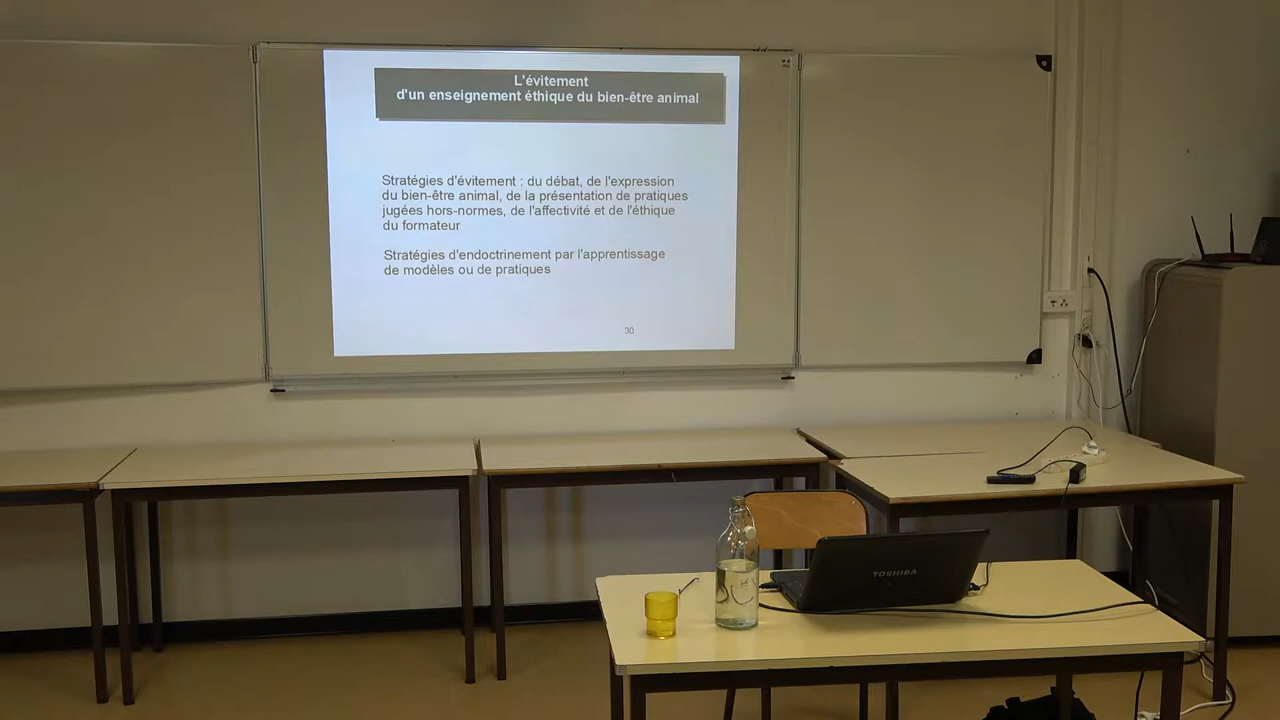 L'évitement
d'un enseignement éthique du bien-être animal
Stratégies d'évitement : du débat, de l'expression
du bien-être animal, de la présentation de pratiques
jugées hors-normes, de l'affectivité et de l'éthique
du formateur
Stratégies d'endoctrinement par l'apprentissage
de modèles ou de pratiques
30
TOSHIBA